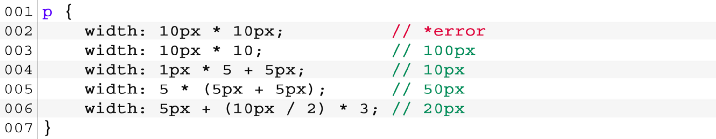 001 p {
002     width: 10px * 10px;          // *error
003     width: 10px * 10;            // 100px
004     width: 1px * 5 + 5px;        // 10px
005     width: 5 * (5px + 5px);      // 50px
006     width: 5px + (10px / 2) * 3; // 20px
007 }